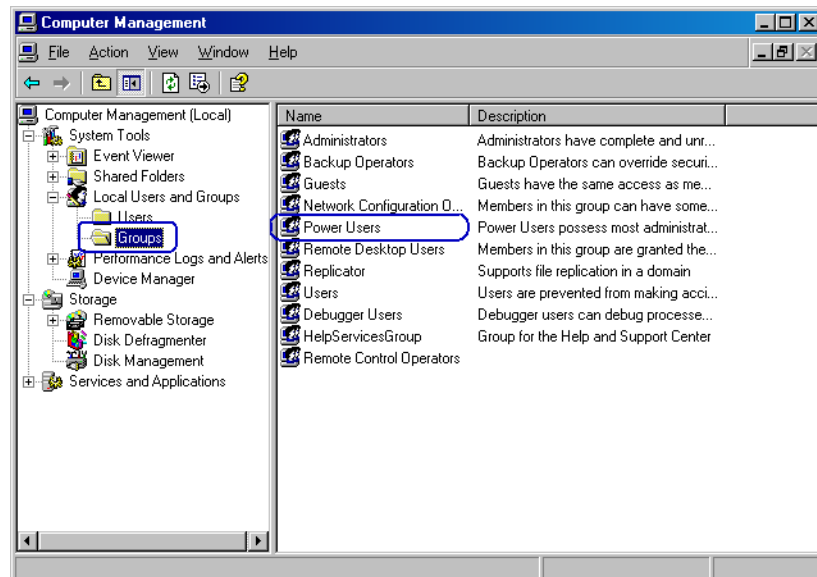 Computer Management
File Action View Window Help
Computer Management (Local)
System Tools
Event Viewer
Shared Folders
Local Users and Groups
Users
Groups
Performance Logs and Alerts
Device Manager
Storage
Removable Storage
Disk Defragmenter
Disk Management
Services and Applications
Name Description
Administrators Administrators have complete and unr...
Backup Operators Backup Operators can override securi...
Guests Guests have the same access as me...
Network Configuration O... Members in this group can have some...
Power Users Power Users possess most administrat...
Remote Desktop Users Members in this group are granted the...
Replicator Supports file replication in a domain
Users Users are prevented from making acci...
Debugger Users Debugger users can debug processe...
HelpServicesGroup Group for the Help and Support Center
Remote Control Operators